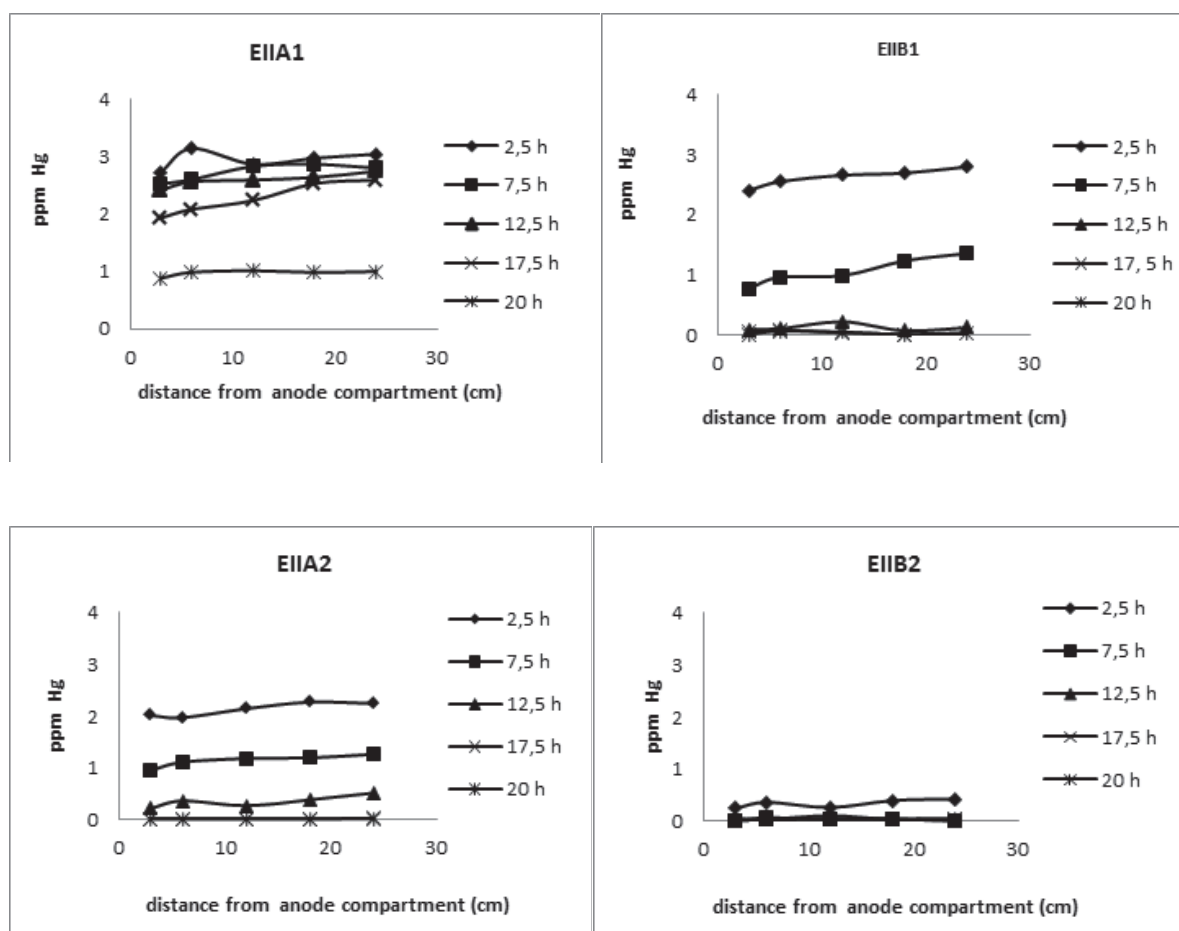 EIIA1
ppm Hg
4
3
2
1
0
0 10 20 30
distance from anode compartment (cm)
2,5 h
7,5 h
12,5 h
17,5 h
20 h
EIIB1
ppm Hg
4
3
2
1
0
0 10 20 30
distance from anode compartment (cm)
2,5 h
7,5 h
12,5 h
17, 5 h
20 h
EIIA2
ppm Hg
4
3
2
1
0
0 10 20 30
distance from anode compartment (cm)
2,5 h
7,5 h
12,5 h
17,5 h
20 h
EIIB2
ppm Hg
4
3
2
1
0
0 10 20 30
distance from anode compartment (cm)
2,5 h
7,5 h
12,5 h
17,5 h
20 h